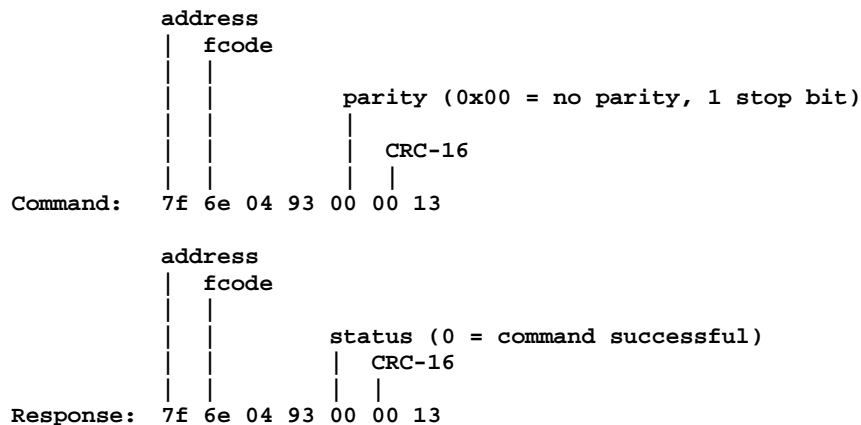 address
| fcode
| |
| | parity (0x00 = no parity, 1 stop bit)
| | |
| | | CRC-16
| | | |
Command: 7f 6e 04 93 00 00 13
address
| fcode
| |
| | status (0 = command successful)
| | | CRC-16
| | | |
Response: 7f 6e 04 93 00 00 13